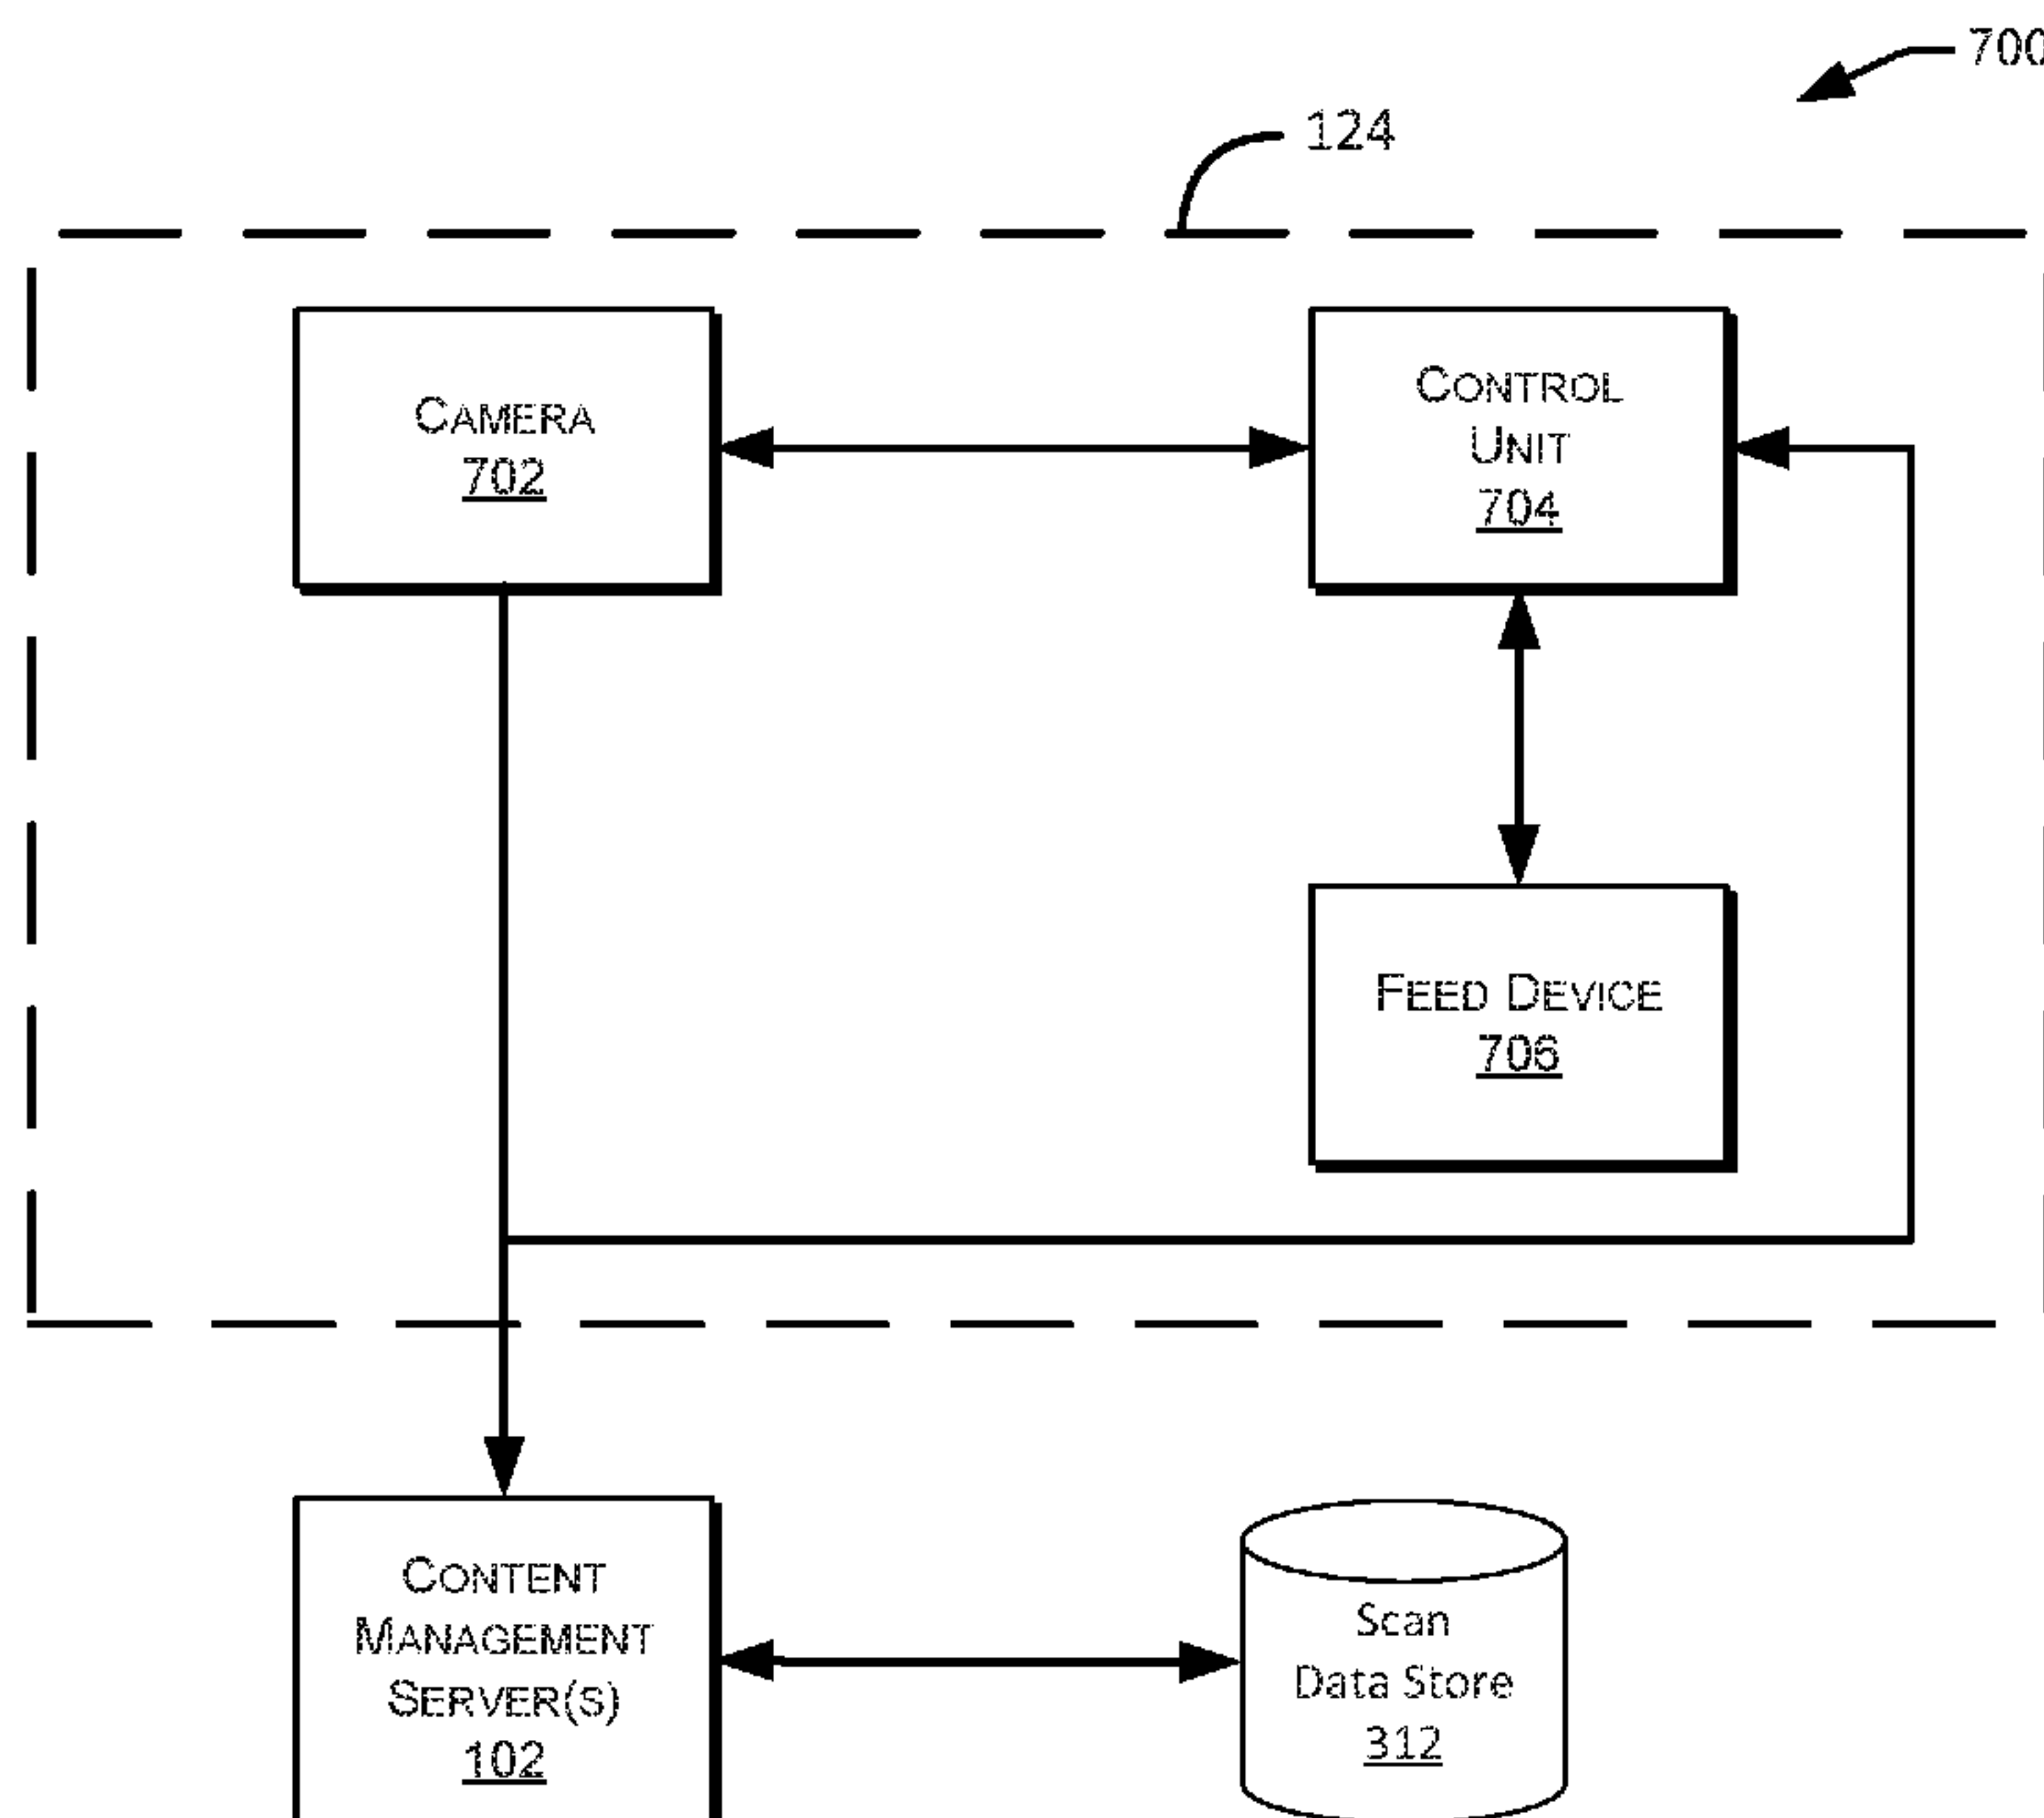 700
124
CAMERA
702
CONTROL
UNIT
704
FEED DEVICE
706
CONTENT
MANAGEMENT
SERVER(S)
102
Scan
Data Store
312